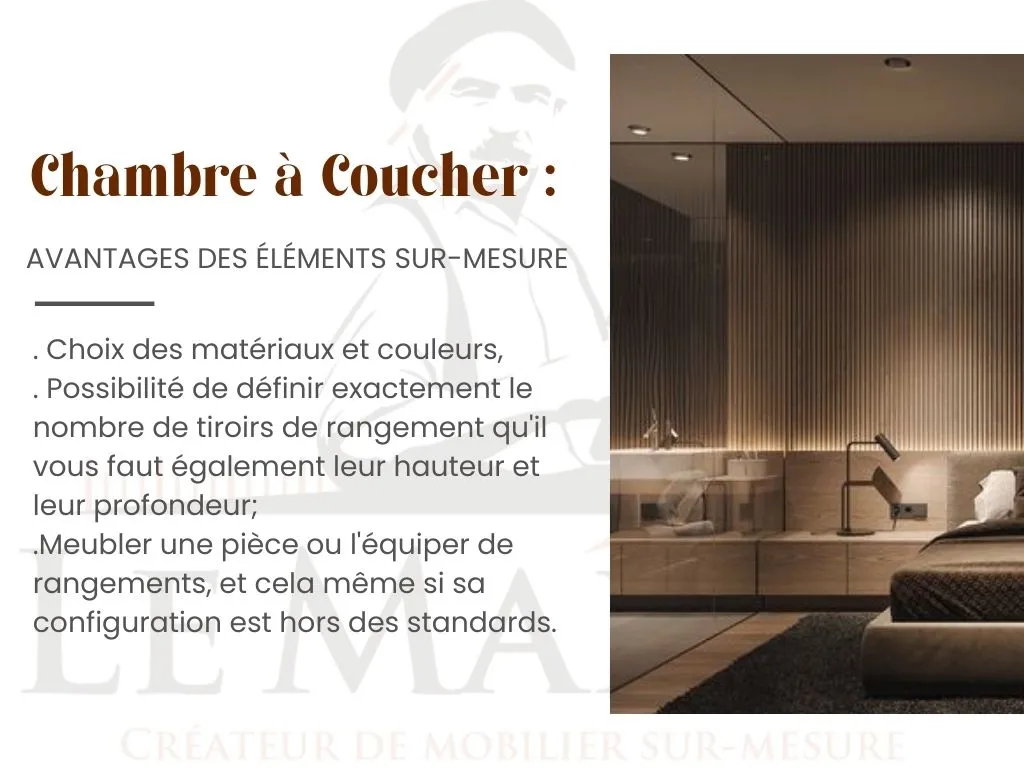 Chambre à Coucher :
AVANTAGES DES ÉLÉMENTS SUR-MESURE
. Choix des matériaux et couleurs,
. Possibilité de définir exactement le
nombre de tiroirs de rangement qu'il
vous faut également leur hauteur et
leur profondeur;
.Meubler une pièce ou l'équiper de
rangements, et cela même si sa
configuration est hors des standards.
LE MA
CRÉATEUR DE MOBILIER SUR-MESURE